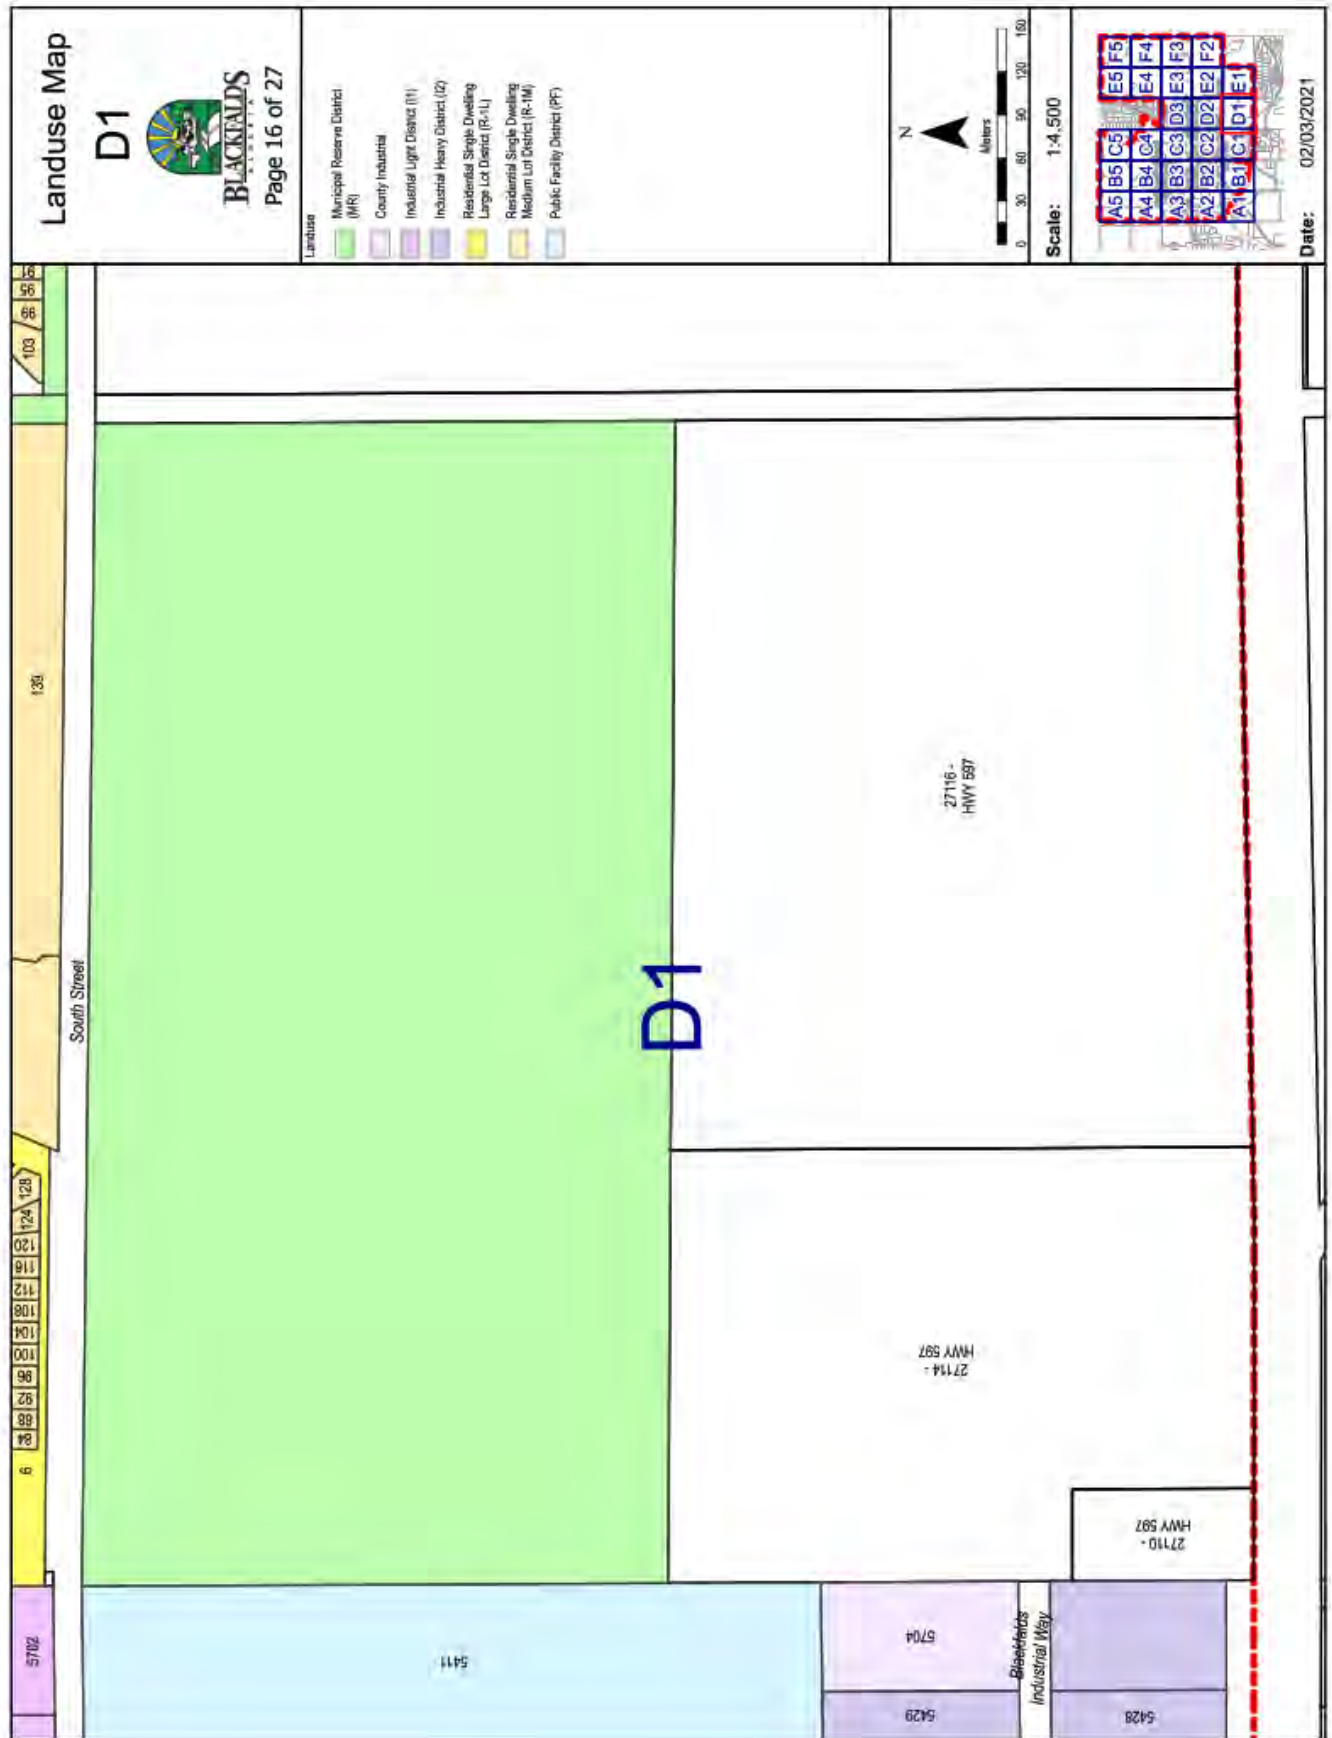 Landuse Map
D1
BLACKFALDS
ALBERTA
Page 16 of 27
Landuse
Municipal Reserve District
(MR)
County Industrial
Industrial Light District (I1)
Industrial Heavy District (I2)
Residential Single Dwelling
Large Lot District (R-1L)
Residential Single Dwelling
Medium Lot District (R-1M)
Public Facility District (PF)
N
Meters
0 30 60 90 120 150
Scale: 1:4,500
A5 B5 C5 E5 F5
A4 B4 C4 E4 F4
A3 B3 C3 D3 E3 F3
A2 B2 C2 D2 E2 F2
A1 B1 C1 D1 E1
Date: 02/03/2021
91
95
99
103
139
128
124
120
116
112
108
104
100
96
92
88
84
6
5702
South Street
D1
27116 -
HWY 597
27114 -
HWY 597
27110 -
HWY 597
5411
5704
5429
Blackfalds
Industrial Way
5428